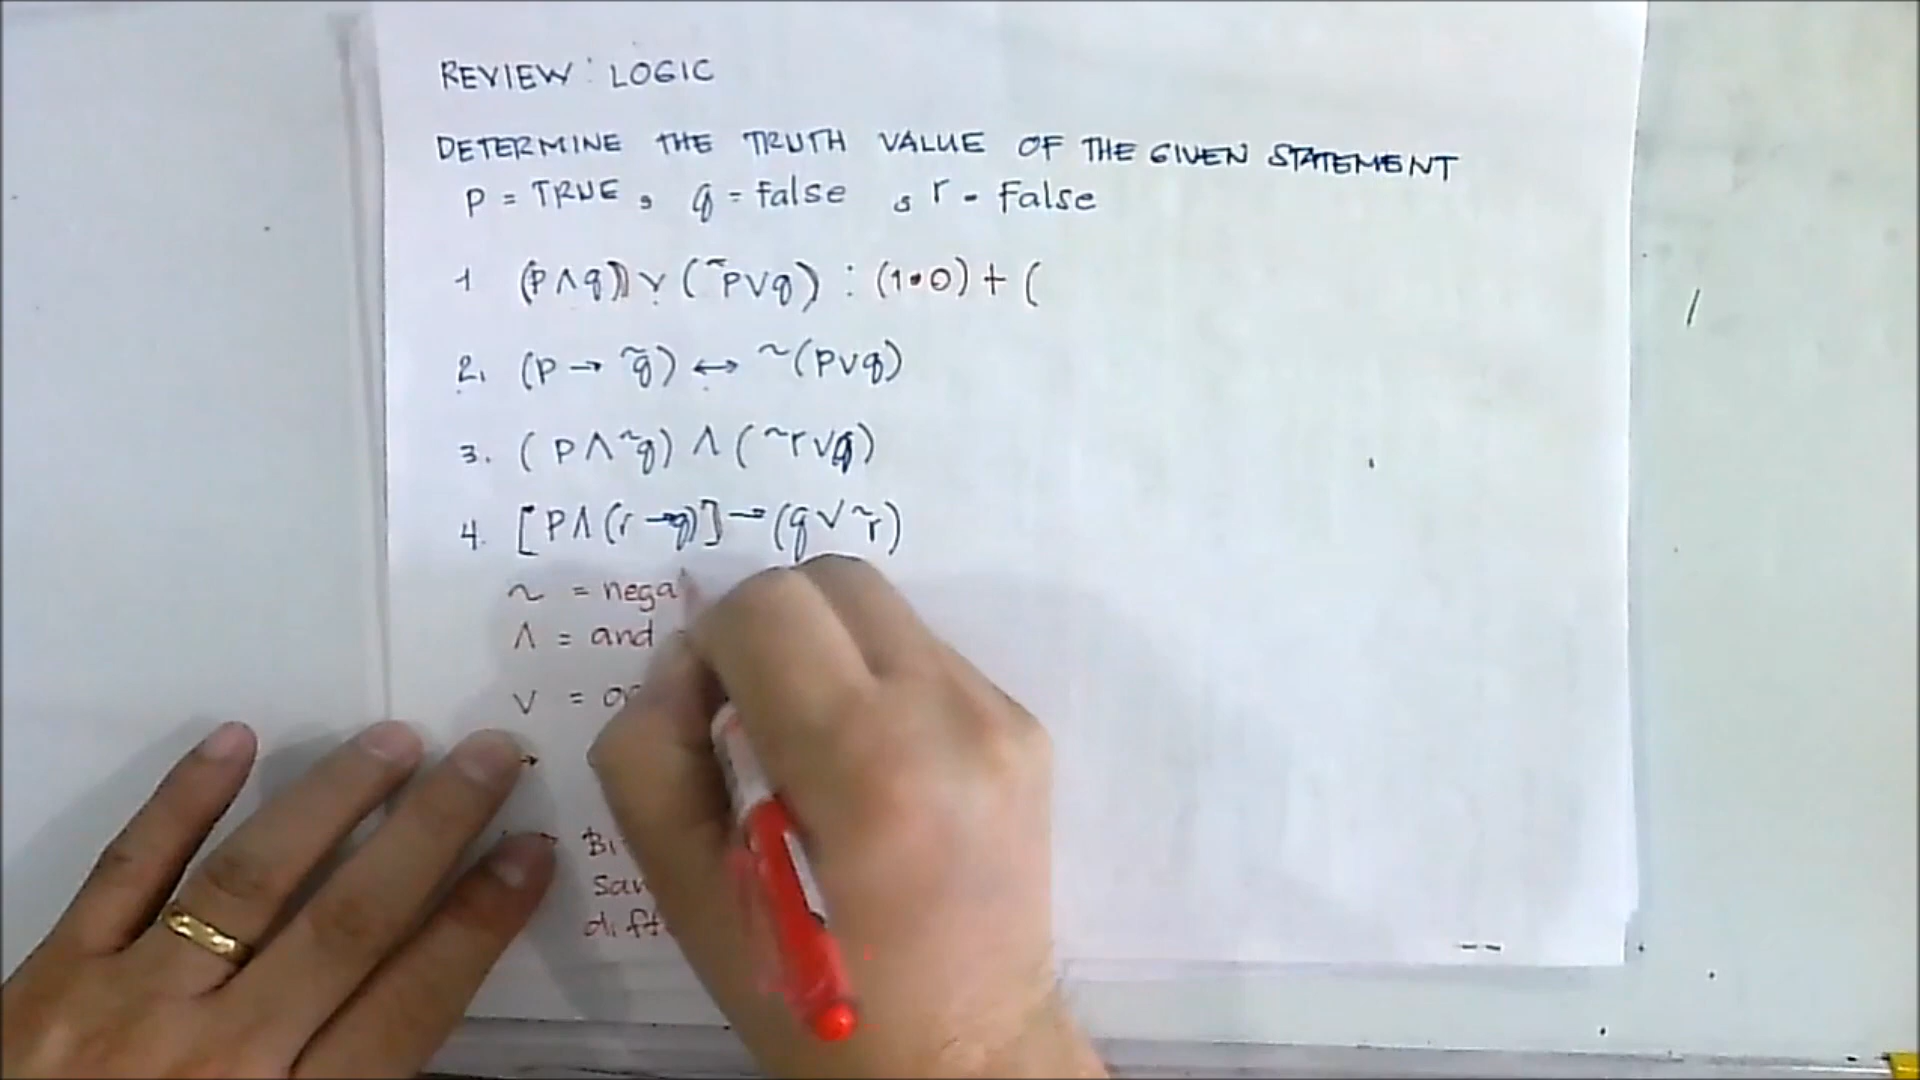 REVIEW : LOGIC
DETERMINE THE TRUTH VALUE OF THE GIVEN STATEMENT
P = TRUE , q = false , r - False
1 (P∧q) ∨ (~P∨q) : (1•0) + (
2. (P → ~q) ↔ ~(P∨q)
3. (P∧~q) ∧ (~r∨q)
4. [P∧(r→q)] → (q∨~r)
~ = nega
∧ = and
∨ = or
→